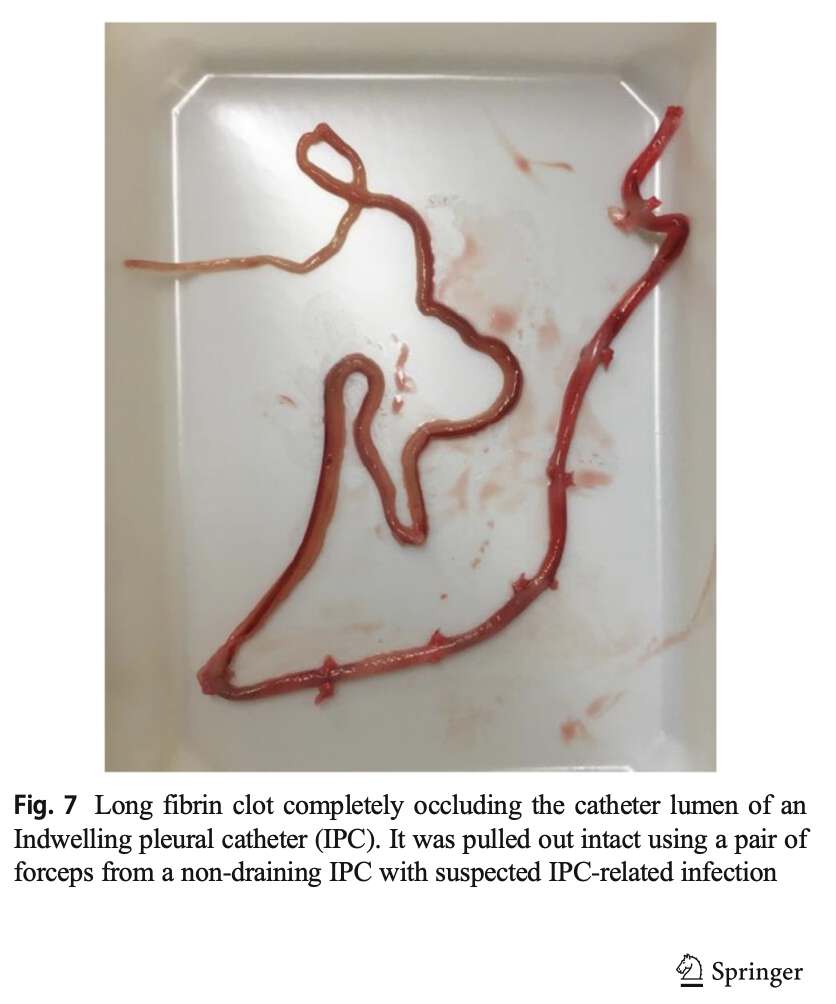 Fig. 7 Long fibrin clot completely occluding the catheter lumen of an
Indwelling pleural catheter (IPC). It was pulled out intact using a pair of
forceps from a non-draining IPC with suspected IPC-related infection
Springer